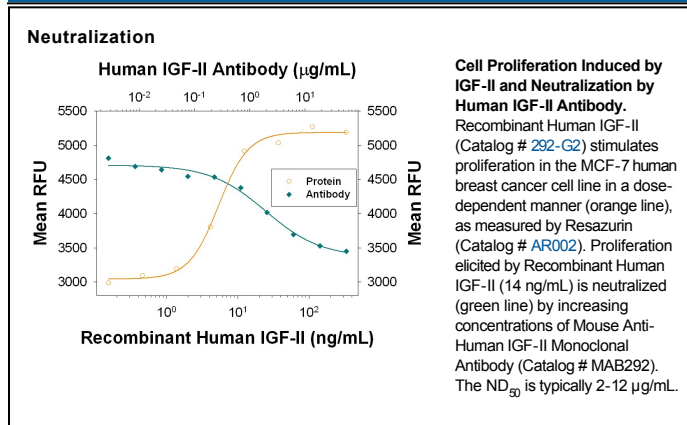 Neutralization
Human IGF-II Antibody (μg/mL)
10⁻² 10⁻¹ 10⁰ 10¹
5500 5500
5000 5000
4500 4500
4000 4000
3500 3500
3000 3000
Mean RFU
Mean RFU
Protein
Antibody
10⁰ 10¹ 10²
Recombinant Human IGF-II (ng/mL)
Cell Proliferation Induced by
IGF-II and Neutralization by
Human IGF-II Antibody.
Recombinant Human IGF-II
(Catalog # 292-G2) stimulates
proliferation in the MCF-7 human
breast cancer cell line in a dose-
dependent manner (orange line),
as measured by Resazurin
(Catalog # AR002). Proliferation
elicited by Recombinant Human
IGF-II (14 ng/mL) is neutralized
(green line) by increasing
concentrations of Mouse Anti-
Human IGF-II Monoclonal
Antibody (Catalog # MAB292).
The ND₅₀ is typically 2-12 µg/mL.